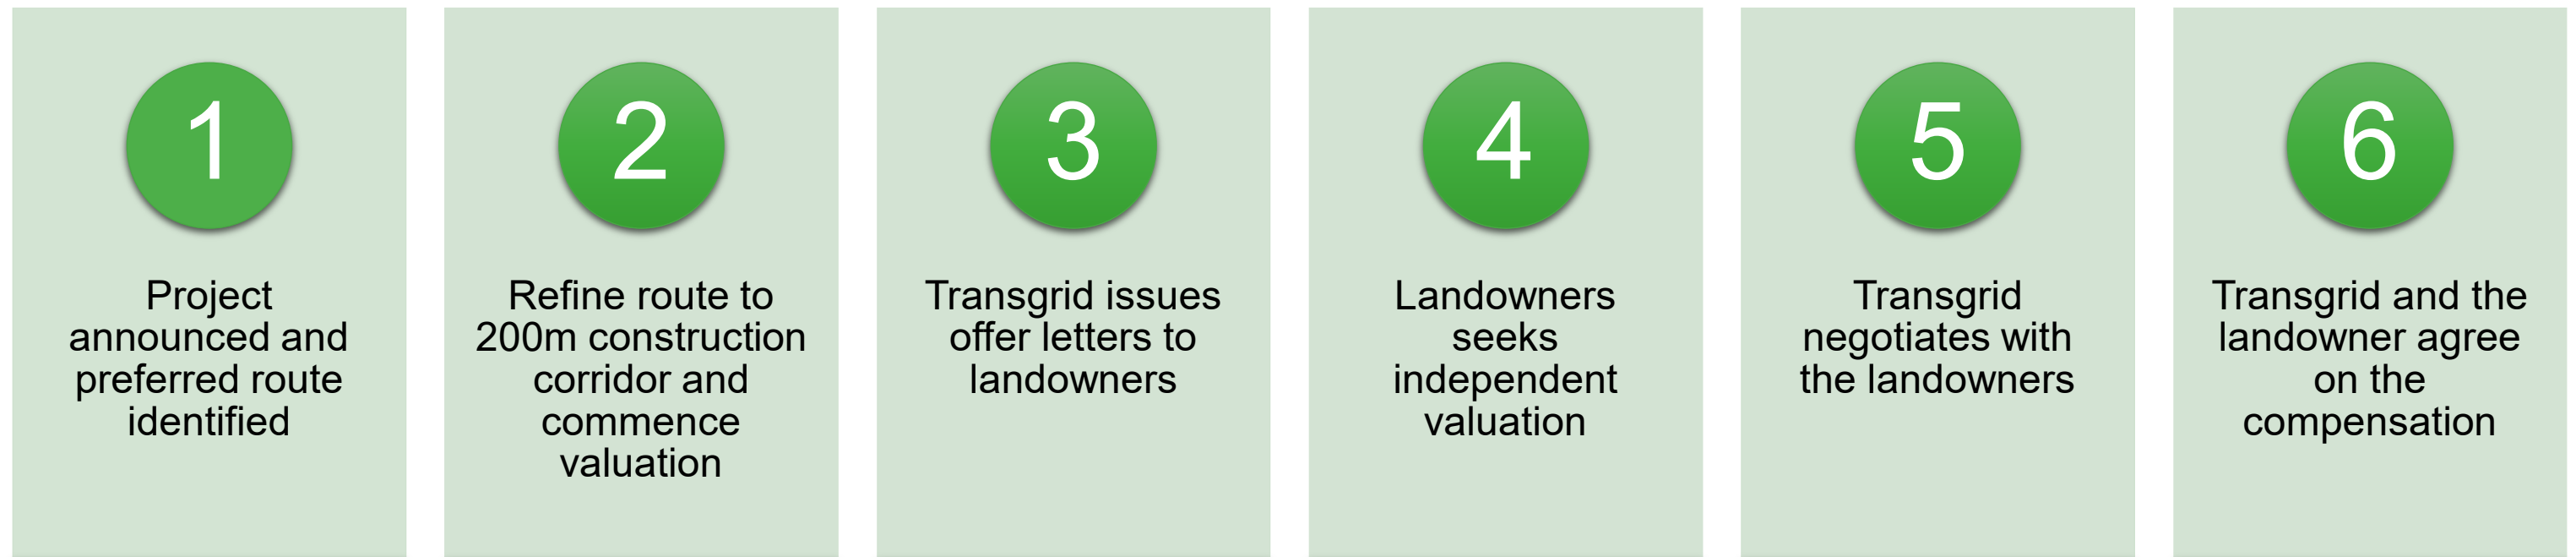 1
Project
announced and
preferred route
identified
2
Refine route to
200m construction
corridor and
commence
valuation
3
Transgrid issues
offer letters to
landowners
4
Landowners
seeks
independent
valuation
5
Transgrid
negotiates with
the landowners
6
Transgrid and the
landowner agree
on the
compensation